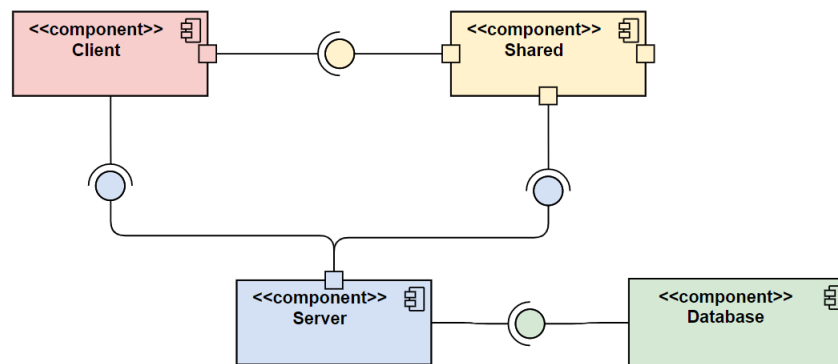 <<component>>
Client
<<component>>
Shared
<<component>>
Server
<<component>>
Database